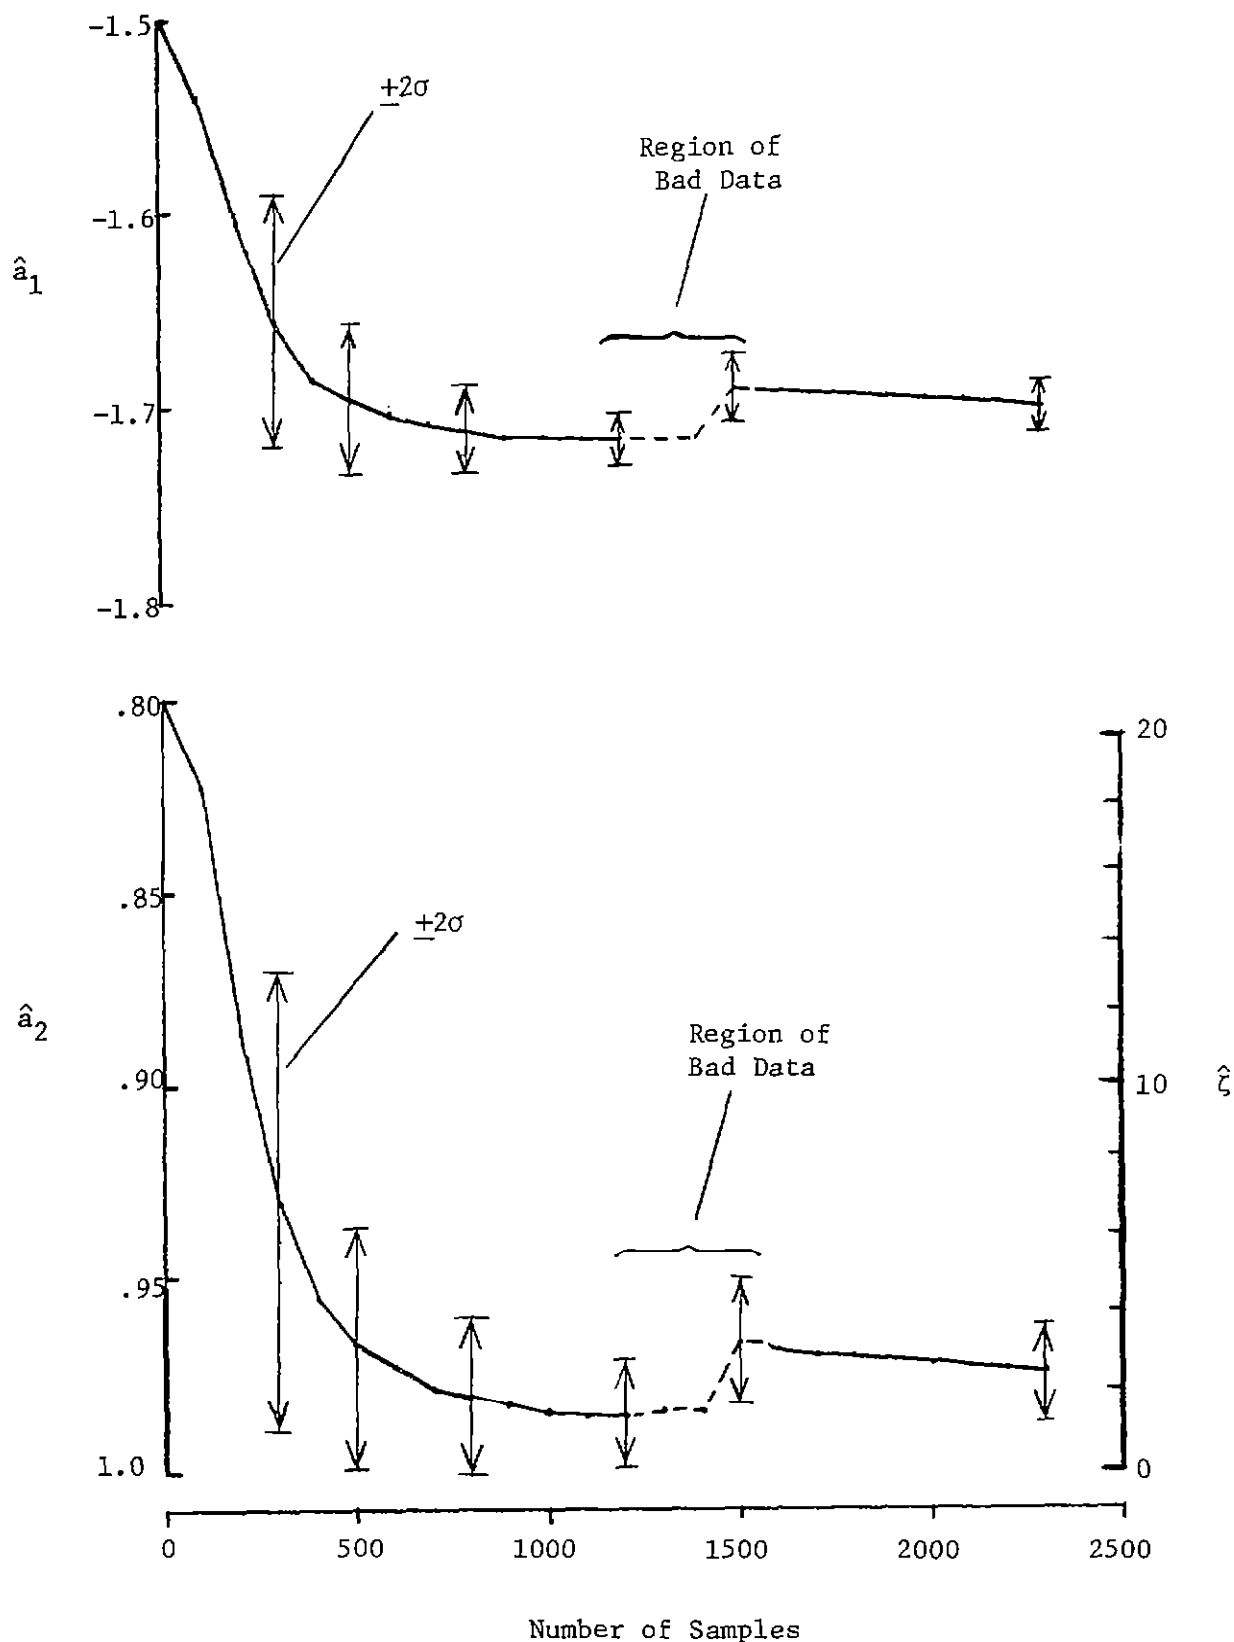 -1.5
±2σ
Region of
Bad Data
-1.6
â1
-1.7
-1.8
.80
20
.85
±2σ
â2
Region of
Bad Data
.90
10
ζ̂
.95
1.0
0
0 500 1000 1500 2000 2500
Number of Samples